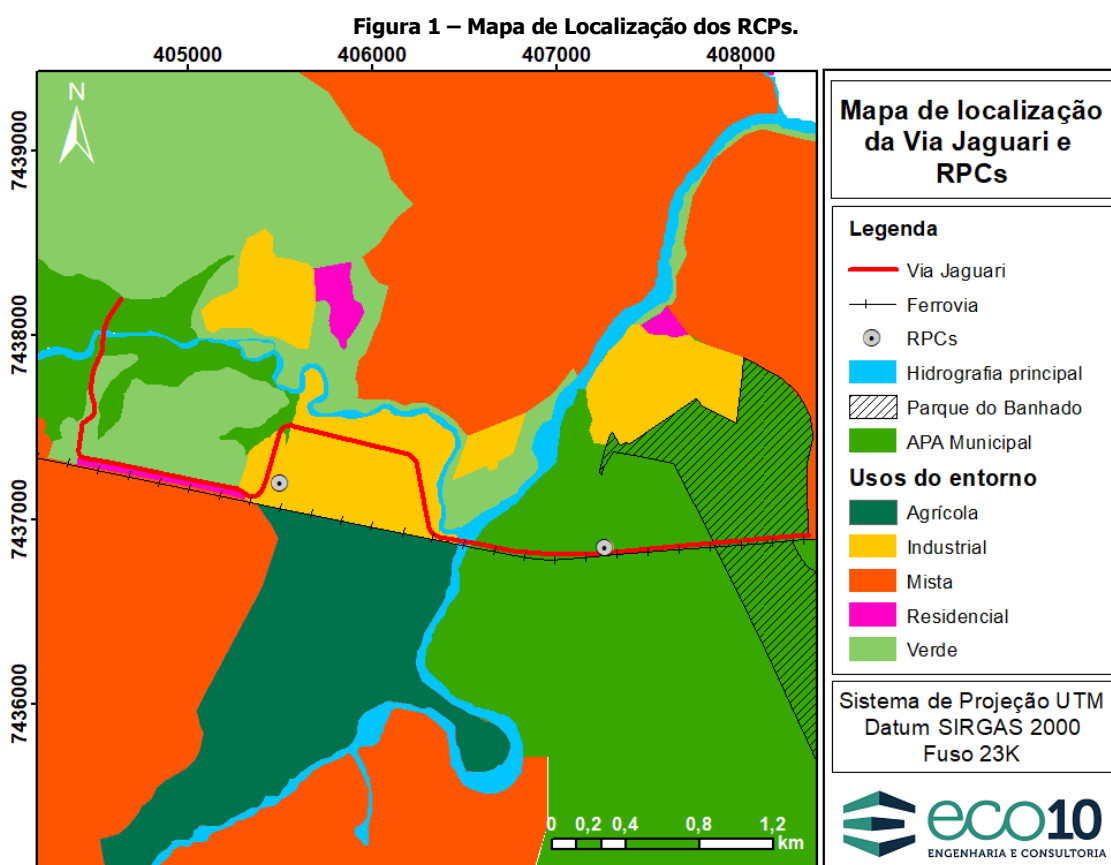 Figura 1 – Mapa de Localização dos RCPs.
405000 406000 407000 408000
7439000
7438000
7437000
7436000
N
0 0,2 0,4 0,8 1,2
km
Mapa de localização
da Via Jaguari e
RPCs
Legenda
Via Jaguari
Ferrovia
RPCs
Hidrografia principal
Parque do Banhado
APA Municipal
Usos do entorno
Agrícola
Industrial
Mista
Residencial
Verde
Sistema de Projeção UTM
Datum SIRGAS 2000
Fuso 23K
eco10
ENGENHARIA E CONSULTORIA